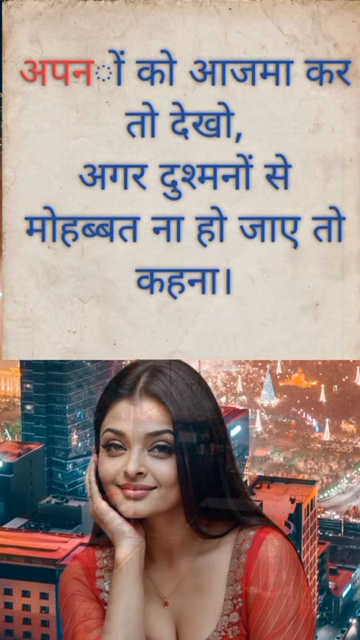 अपनों को आजमा कर
तो देखो,
अगर दुश्मनों से
मोहब्बत ना हो जाए तो
कहना।